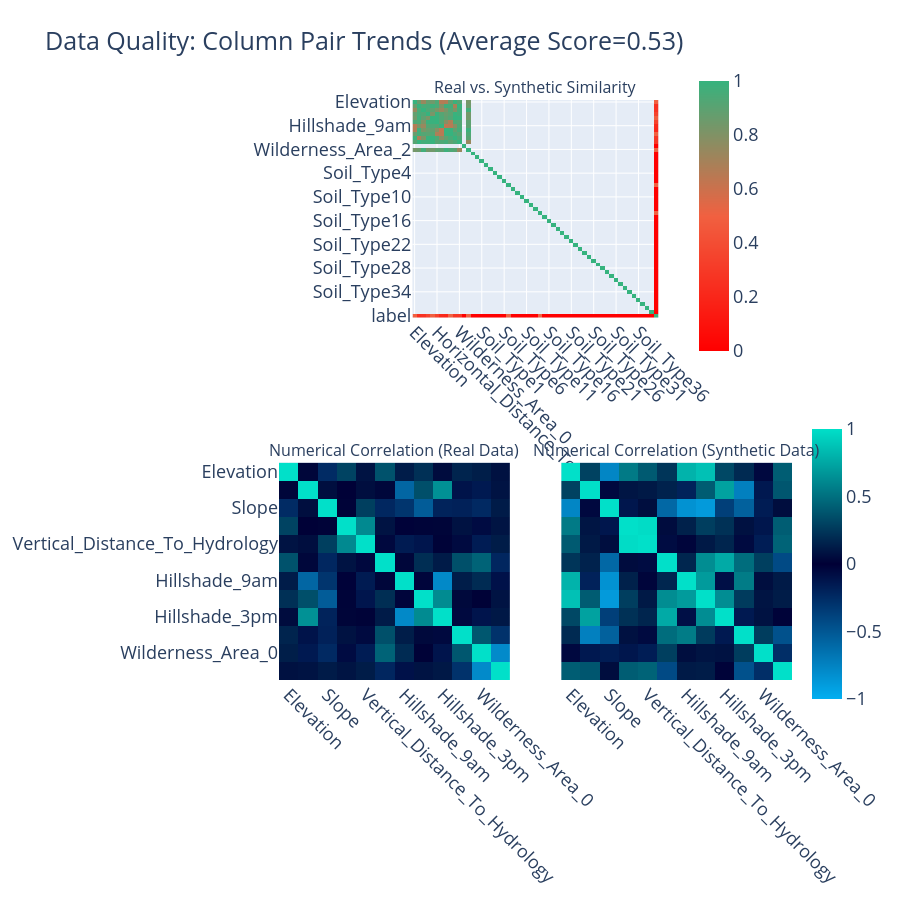 Data Quality: Column Pair Trends (Average Score=0.53)
Real vs. Synthetic Similarity
Elevation
Hillshade_9am
Wilderness_Area_2
Soil_Type4
Soil_Type10
Soil_Type16
Soil_Type22
Soil_Type28
Soil_Type34
label
Elevation
Horizontal_Distance_To
Wilderness_Area_0
Soil_Type1
Soil_Type6
Soil_Type11
Soil_Type16
Soil_Type21
Soil_Type26
Soil_Type31
Soil_Type36
1
0.8
0.6
0.4
0.2
0
Numerical Correlation (Real Data)
Numerical Correlation (Synthetic Data)
Elevation
Slope
Vertical_Distance_To_Hydrology
Hillshade_9am
Hillshade_3pm
Wilderness_Area_0
Elevation
Slope
Vertical_Distance_To_Hydrology
Hillshade_9am
Hillshade_3pm
Wilderness_Area_0
Elevation
Slope
Vertical_Distance_To_Hydrology
Hillshade_9am
Hillshade_3pm
Wilderness_Area_0
1
0.5
0
−0.5
−1